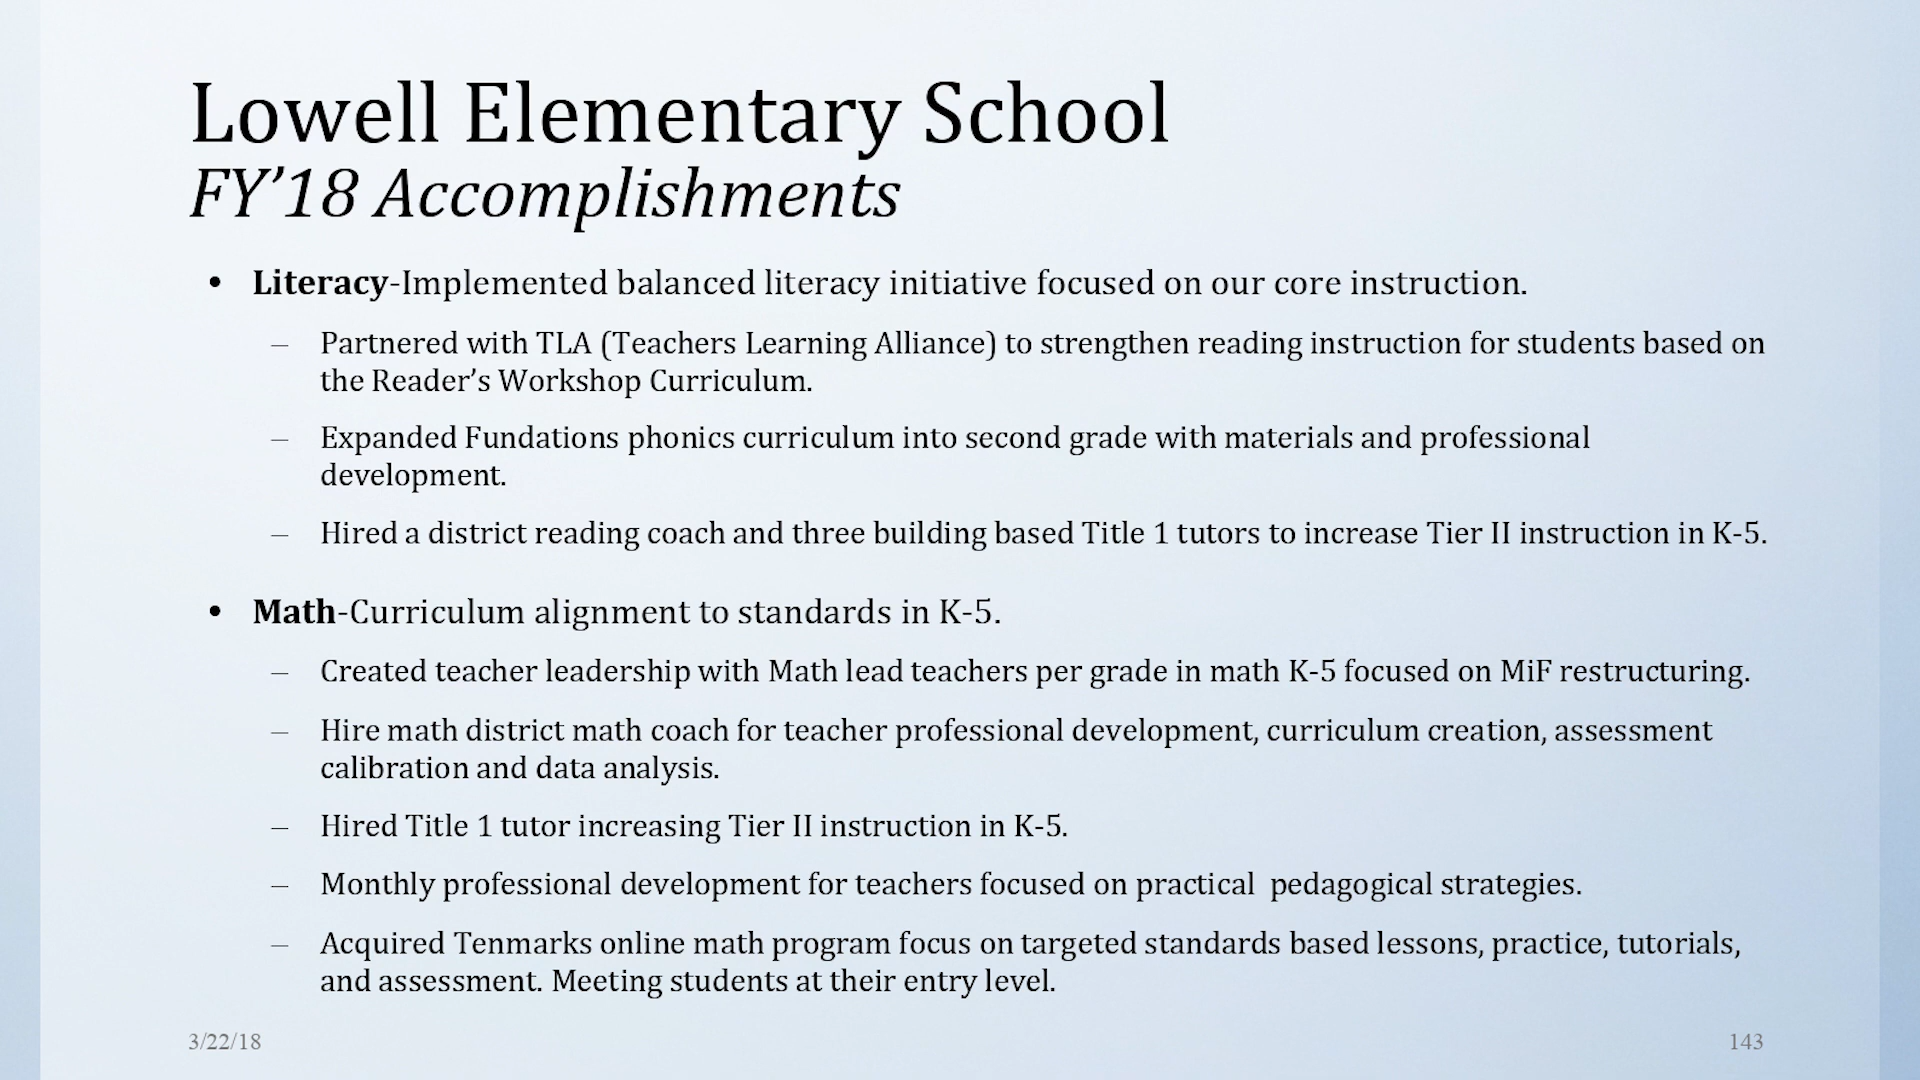 Lowell Elementary School
FY’18 Accomplishments
• Literacy-Implemented balanced literacy initiative focused on our core instruction.
– Partnered with TLA (Teachers Learning Alliance) to strengthen reading instruction for students based on
the Reader’s Workshop Curriculum.
– Expanded Fundations phonics curriculum into second grade with materials and professional
development.
– Hired a district reading coach and three building based Title 1 tutors to increase Tier II instruction in K-5.
• Math-Curriculum alignment to standards in K-5.
– Created teacher leadership with Math lead teachers per grade in math K-5 focused on MiF restructuring.
– Hire math district math coach for teacher professional development, curriculum creation, assessment
calibration and data analysis.
– Hired Title 1 tutor increasing Tier II instruction in K-5.
– Monthly professional development for teachers focused on practical  pedagogical strategies.
– Acquired Tenmarks online math program focus on targeted standards based lessons, practice, tutorials,
and assessment. Meeting students at their entry level.
3/22/18
143